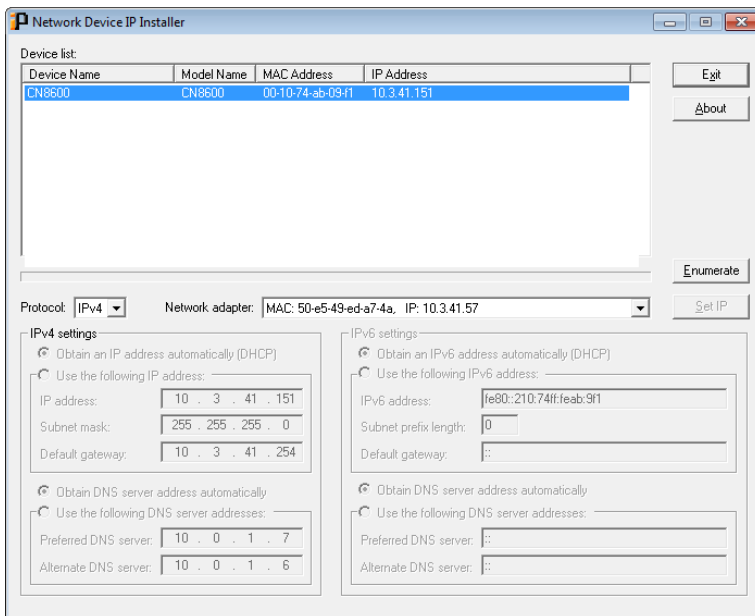 Network Device IP Installer
Device list:
Device Name Model Name MAC Address IP Address
CN8600 CN8600 00-10-74-ab-09-f1 10.3.41.151
Exit
About
Enumerate
Protocol: IPv4 Network adapter: MAC: 50-e5-49-ed-a7-4a, IP: 10.3.41.57
Set IP
IPv4 settings
Obtain an IP address automatically (DHCP)
Use the following IP address:
IP address: 10 . 3 . 41 . 151
Subnet mask: 255 . 255 . 255 . 0
Default gateway: 10 . 3 . 41 . 254
Obtain DNS server address automatically
Use the following DNS server addresses:
Preferred DNS server: 10 . 0 . 1 . 7
Alternate DNS server: 10 . 0 . 1 . 6
IPv6 settings
Obtain an IPv6 address automatically (DHCP)
Use the following IPv6 address:
IPv6 address: fe80::210:74ff:feab:9f1
Subnet prefix length: 0
Default gateway: ::
Obtain DNS server address automatically
Use the following DNS server addresses:
Preferred DNS server: ::
Alternate DNS server: ::